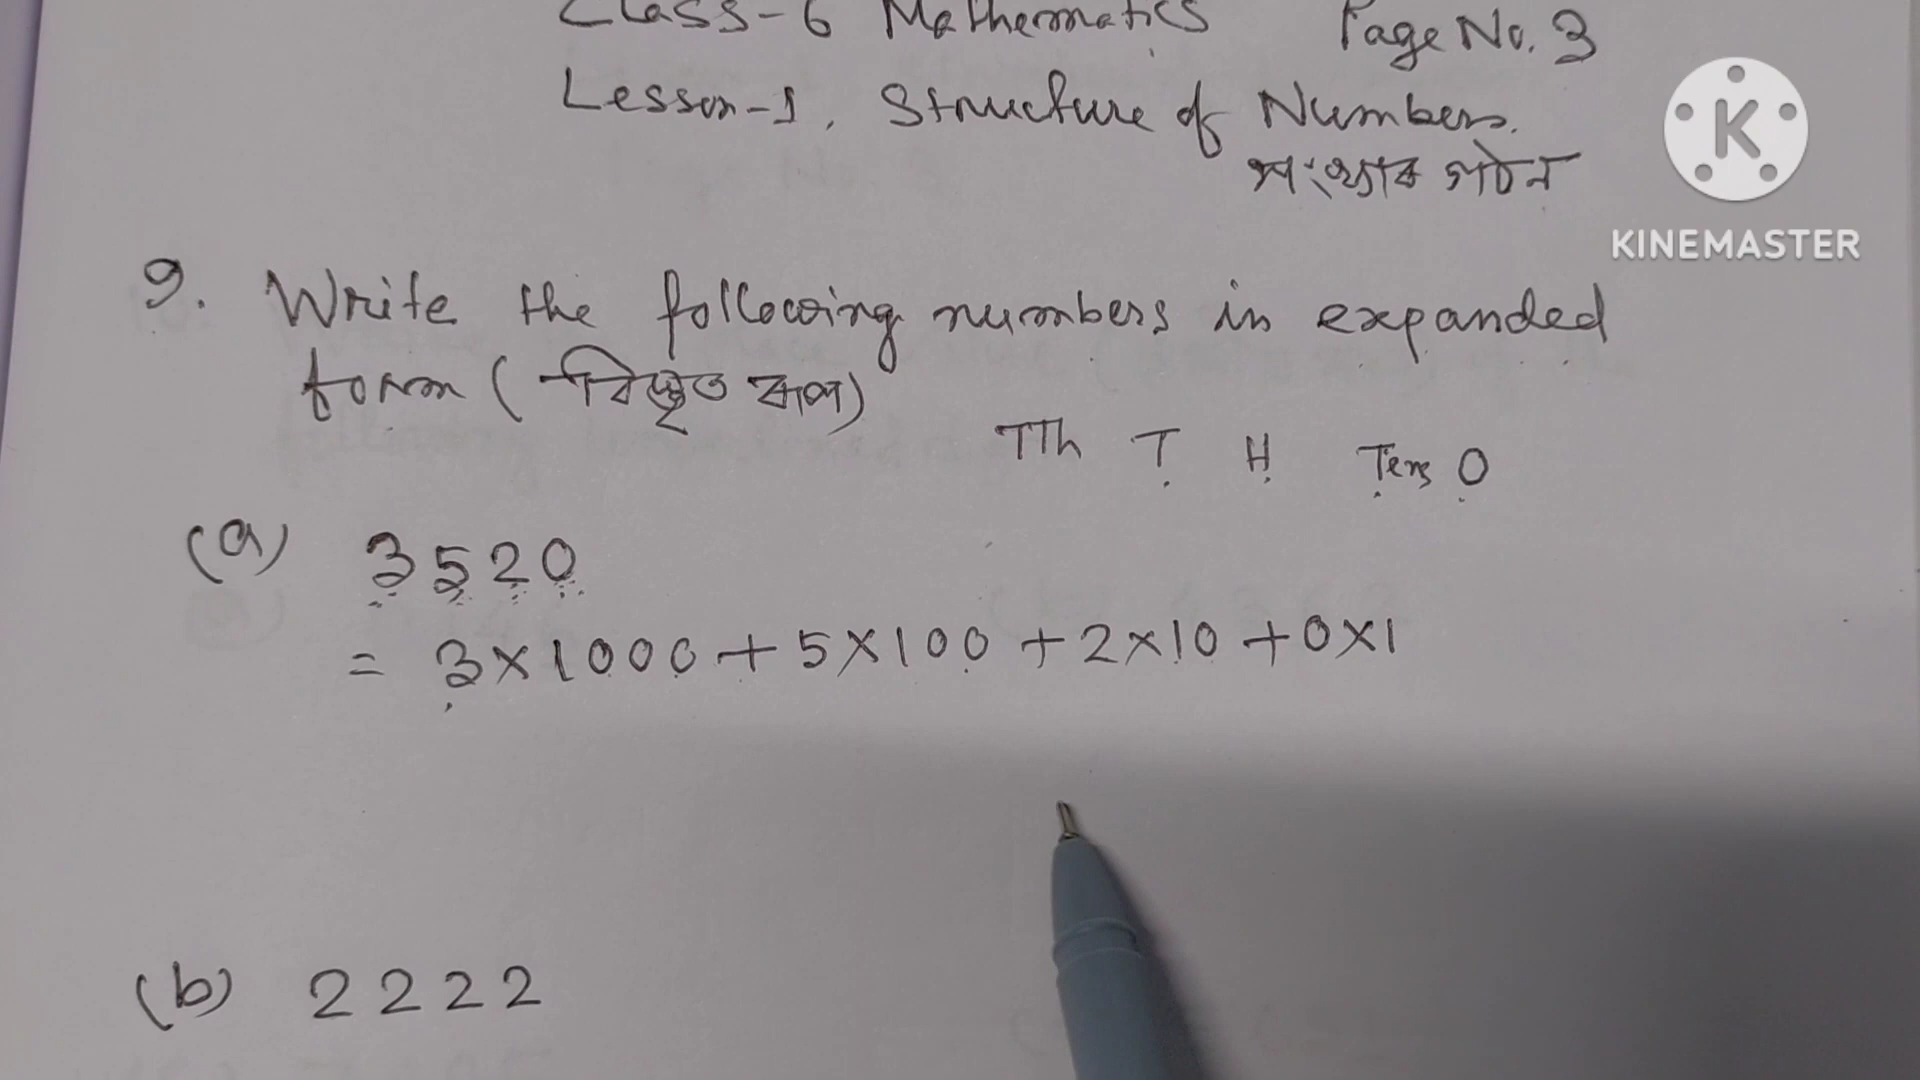 Class-6 Mathematics Page No. 3
Lesson-1, Structure of Numbers.
সংখ্যাৰ গঠন
KINEMASTER
9. Write the following numbers in expanded
form (বিস্তৃত ৰূপ)
TTh T H Tens O
(a) 3520
= 3×1000+5×100+2×10+0×1
(b) 2222